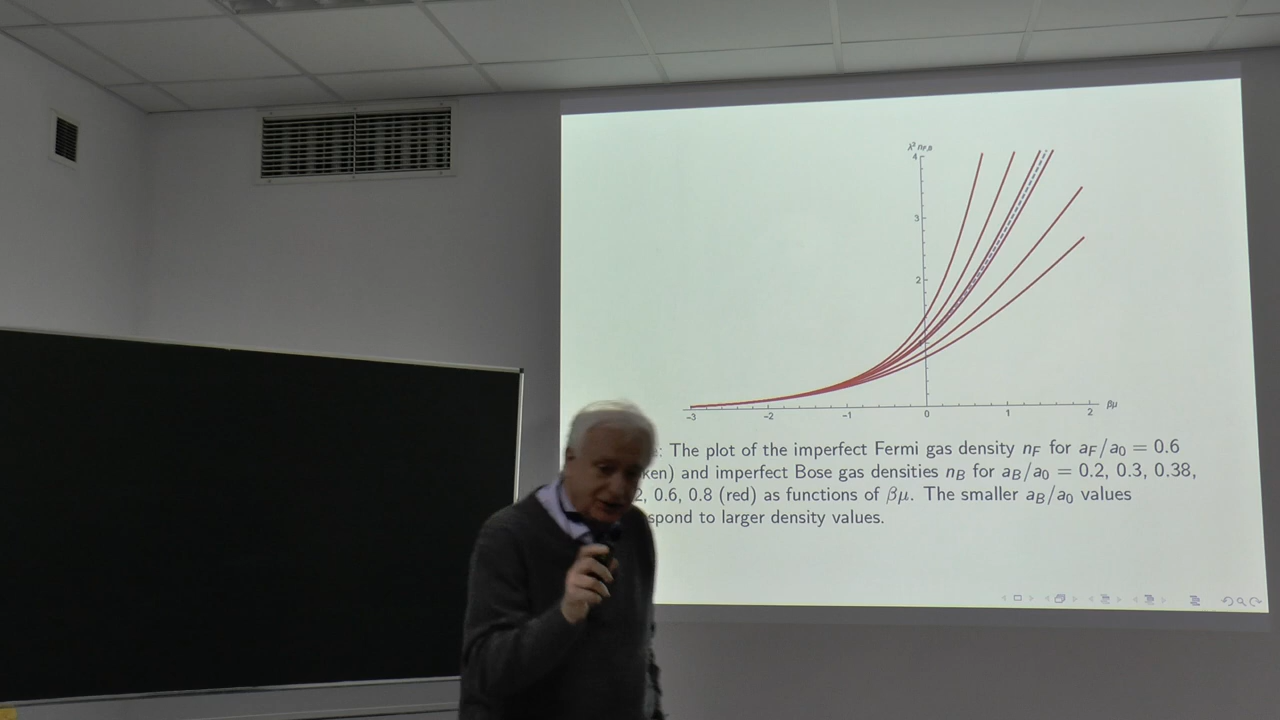 λ² n_F,B
4
3
2
-3 -2 -1 0 1 2 βμ
: The plot of the imperfect Fermi gas density n_F for a_F/a_0 = 0.6
ken) and imperfect Bose gas densities n_B for a_B/a_0 = 0.2, 0.3, 0.38,
2, 0.6, 0.8 (red) as functions of βμ. The smaller a_B/a_0 values
spond to larger density values.